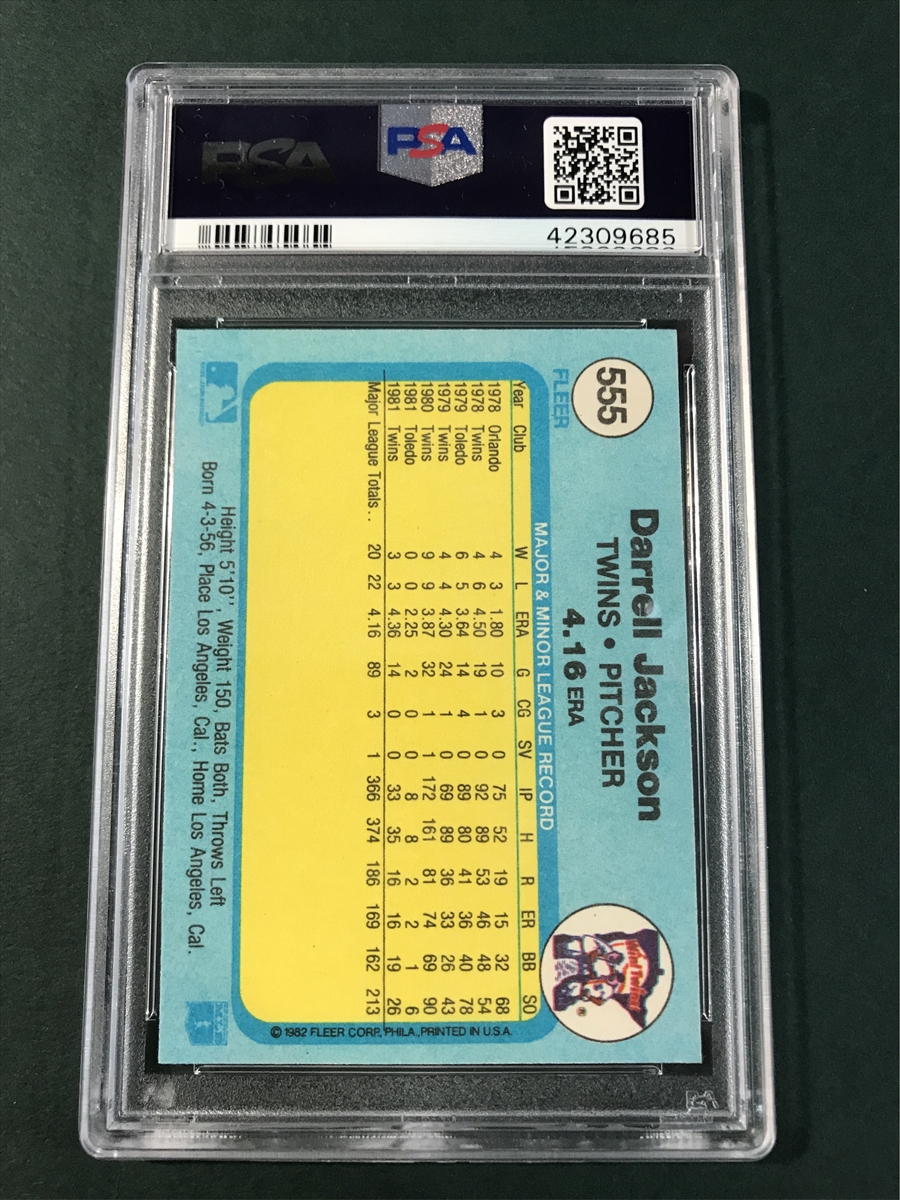 PSA
PSA
42309685
555
FLEER
Darrell Jackson
TWINS • PITCHER
4.16 ERA
MAJOR & MINOR LEAGUE RECORD
Year Club W L ERA G CG SV IP H R ER BB SO
1978 Orlando 4 3 1.80 10 3 0 75 52 19 15 32 68
1978 Twins 4 6 4.50 19 1 0 92 89 53 46 48 54
1979 Toledo 6 5 3.64 14 4 0 89 80 41 36 40 78
1979 Twins 4 4 4.30 24 1 0 69 89 36 33 26 43
1980 Twins 9 9 3.87 32 1 1 172 161 81 74 69 90
1981 Toledo 0 0 2.25 2 0 0 8 8 2 2 1 6
1981 Twins 3 3 4.36 14 0 0 33 35 16 16 19 26
Major League Totals.. 20 22 4.16 89 3 1 366 374 186 169 162 213
Height 5'10", Weight 150, Bats Both, Throws Left
Born 4-3-56, Place Los Angeles, Cal., Home Los Angeles, Cal.
© 1982 FLEER CORP., PHILA., PRINTED IN U.S.A.